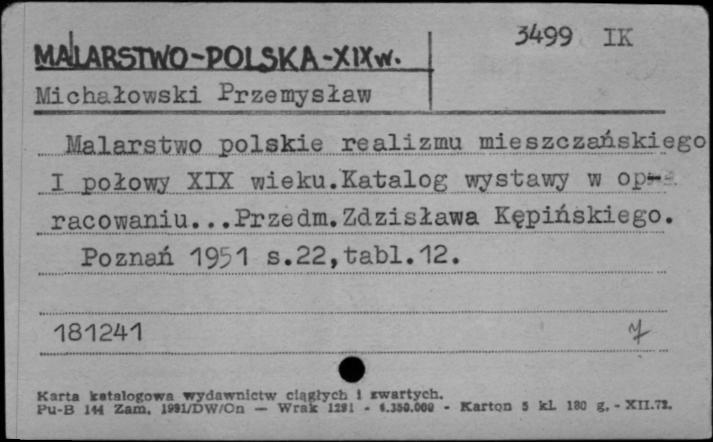 3499 IK
MALARSTWO-POLSKA-XIXw.
Michałowski Przemysław
Malarstwo polskie realizmu mieszczańskiego
I połowy XIX wieku.Katalog wystawy w op-
racowaniu...Przedm.Zdzisława Kępińskiego.
Poznań 1951 s.22,tabl.12.
181241
Karta katalogowa wydawnictw ciągłych i zwartych.
Pu-B 144 Zam. 1991/DW/On — Wrak 1291 - 4.350.000 - Karton 5 kl. 180 g. - XII.72.